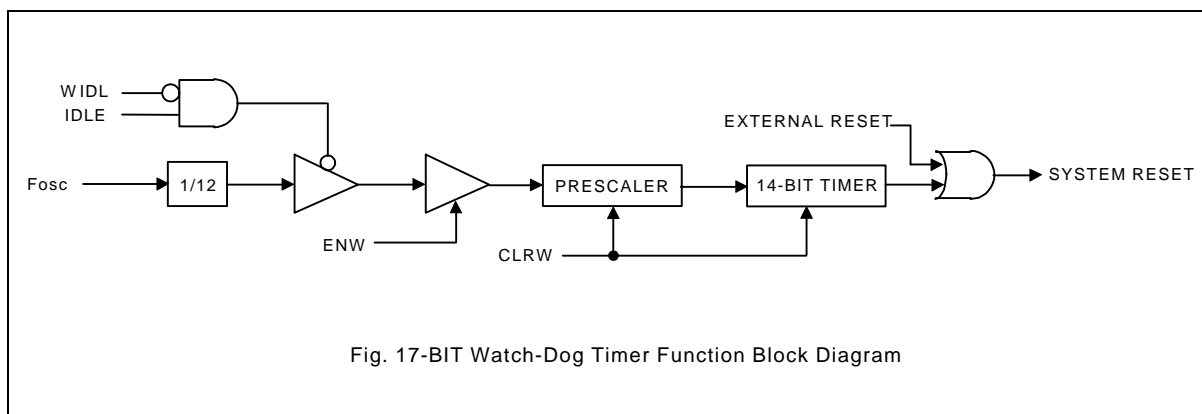 WIDL
IDLE
EXTERNAL RESET
Fosc
1/12
PRESCALER
14-BIT TIMER
SYSTEM RESET
ENW
CLRW
Fig. 17-BIT Watch-Dog Timer Function Block Diagram